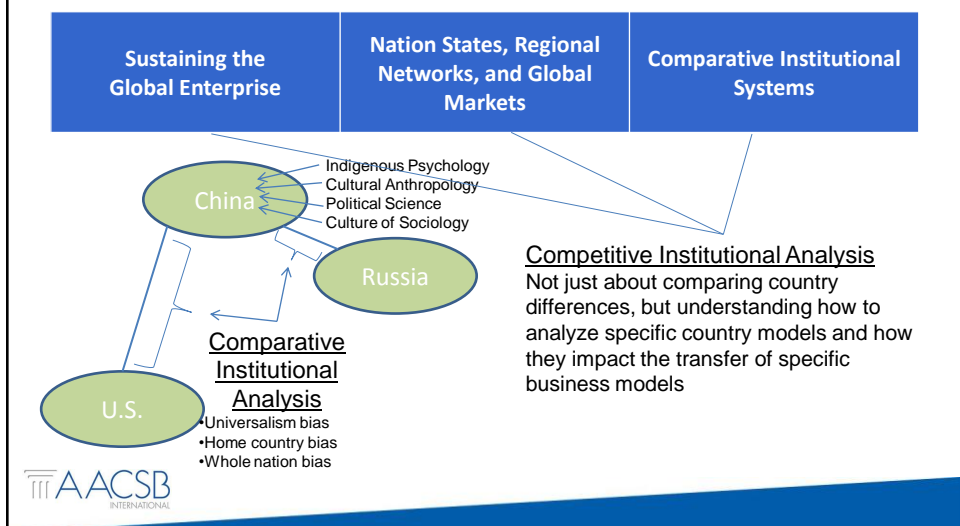 Sustaining the
Global Enterprise
Nation States, Regional
Networks, and Global
Markets
Comparative Institutional
Systems
China
Indigenous Psychology
Cultural Anthropology
Political Science
Culture of Sociology
Russia
U.S.
Comparative
Institutional
Analysis
•Universalism bias
•Home country bias
•Whole nation bias
Competitive Institutional Analysis
Not just about comparing country
differences, but understanding how to
analyze specific country models and how
they impact the transfer of specific
business models
AACSB
INTERNATIONAL